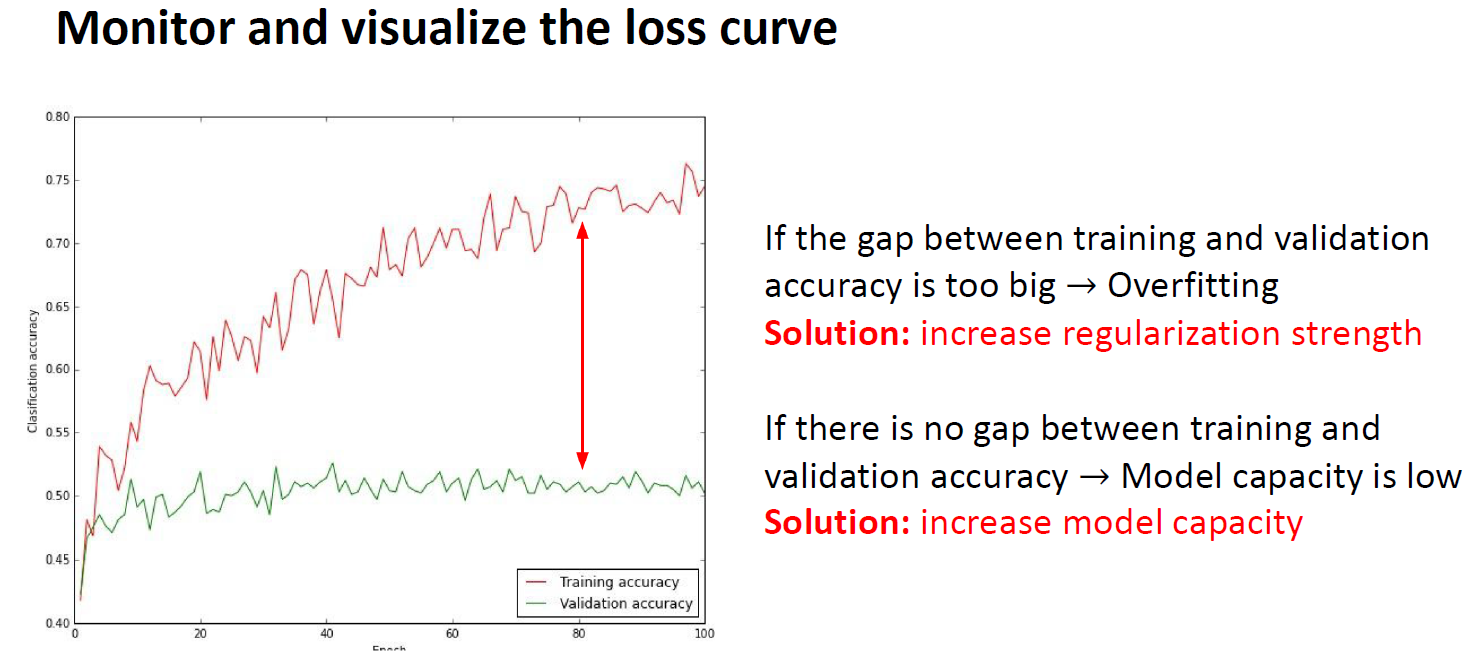 Monitor and visualize the loss curve
0.80
0.75
0.70
0.65
0.60
0.55
0.50
0.45
0.40
Clasification accuracy
Training accuracy
Validation accuracy
0 20 40 60 80 100
Epoch
If the gap between training and validation
accuracy is too big → Overfitting
Solution: increase regularization strength
If there is no gap between training and
validation accuracy → Model capacity is low
Solution: increase model capacity